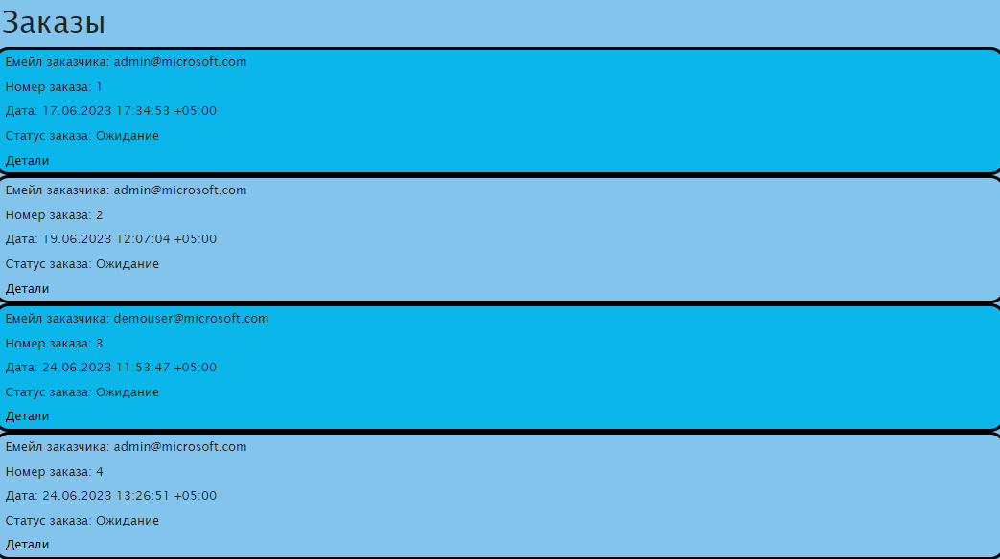 Заказы
Емейл заказчика: admin@microsoft.com
Номер заказа: 1
Дата: 17.06.2023 17:34:53 +05:00
Статус заказа: Ожидание
Детали
Емейл заказчика: admin@microsoft.com
Номер заказа: 2
Дата: 19.06.2023 12:07:04 +05:00
Статус заказа: Ожидание
Детали
Емейл заказчика: demouser@microsoft.com
Номер заказа: 3
Дата: 24.06.2023 11:53:47 +05:00
Статус заказа: Ожидание
Детали
Емейл заказчика: admin@microsoft.com
Номер заказа: 4
Дата: 24.06.2023 13:26:51 +05:00
Статус заказа: Ожидание
Детали